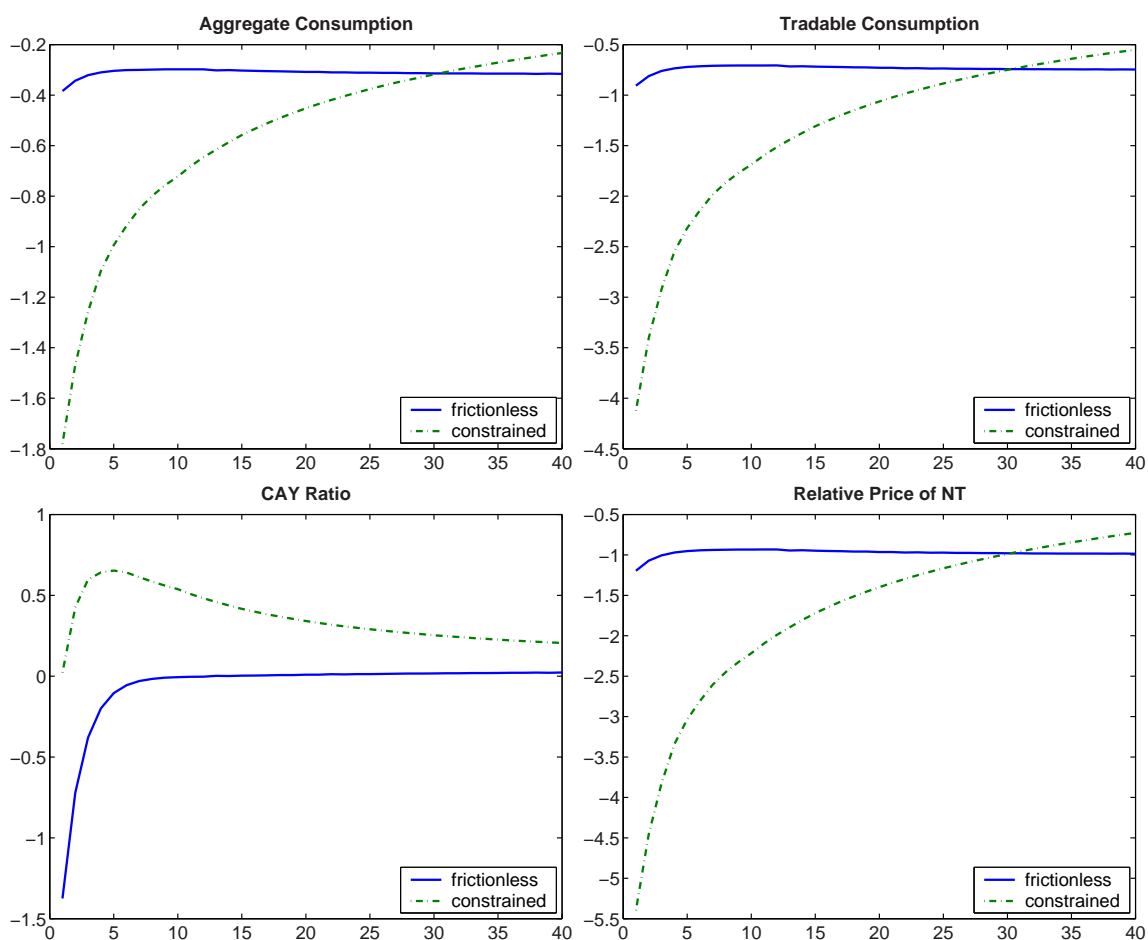 Aggregate Consumption
−0.2
−0.4
−0.6
−0.8
−1
−1.2
−1.4
−1.6
−1.8
0 5 10 15 20 25 30 35 40
frictionless
constrained
Tradable Consumption
−0.5
−1
−1.5
−2
−2.5
−3
−3.5
−4
−4.5
0 5 10 15 20 25 30 35 40
frictionless
constrained
CAY Ratio
1
0.5
0
−0.5
−1
−1.5
0 5 10 15 20 25 30 35 40
frictionless
constrained
Relative Price of NT
−0.5
−1
−1.5
−2
−2.5
−3
−3.5
−4
−4.5
−5
−5.5
0 5 10 15 20 25 30 35 40
frictionless
constrained